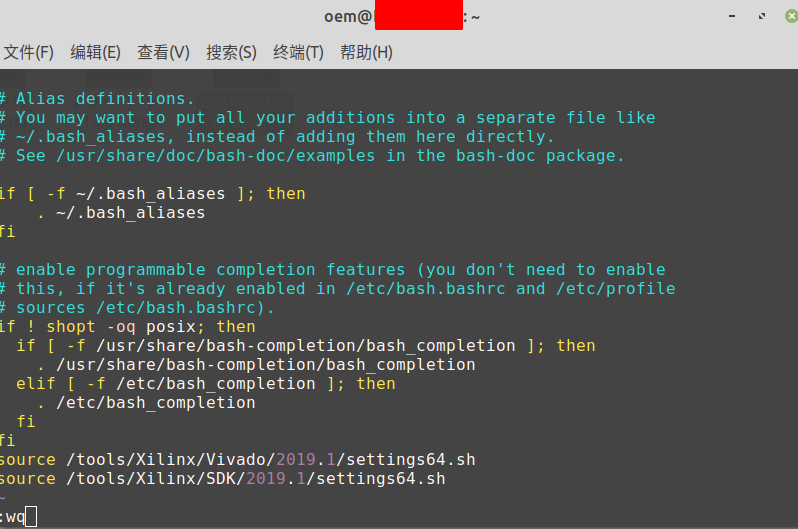 oem@ :~
文件(F) 编辑(E) 查看(V) 搜索(S) 终端(T) 帮助(H)
# Alias definitions.
# You may want to put all your additions into a separate file like
# ~/.bash_aliases, instead of adding them here directly.
# See /usr/share/doc/bash-doc/examples in the bash-doc package.
if [ -f ~/.bash_aliases ]; then
    . ~/.bash_aliases
fi
# enable programmable completion features (you don't need to enable
# this, if it's already enabled in /etc/bash.bashrc and /etc/profile
# sources /etc/bash.bashrc).
if ! shopt -oq posix; then
  if [ -f /usr/share/bash-completion/bash_completion ]; then
    . /usr/share/bash-completion/bash_completion
  elif [ -f /etc/bash_completion ]; then
    . /etc/bash_completion
  fi
fi
source /tools/Xilinx/Vivado/2019.1/settings64.sh
source /tools/Xilinx/SDK/2019.1/settings64.sh
~
:wq